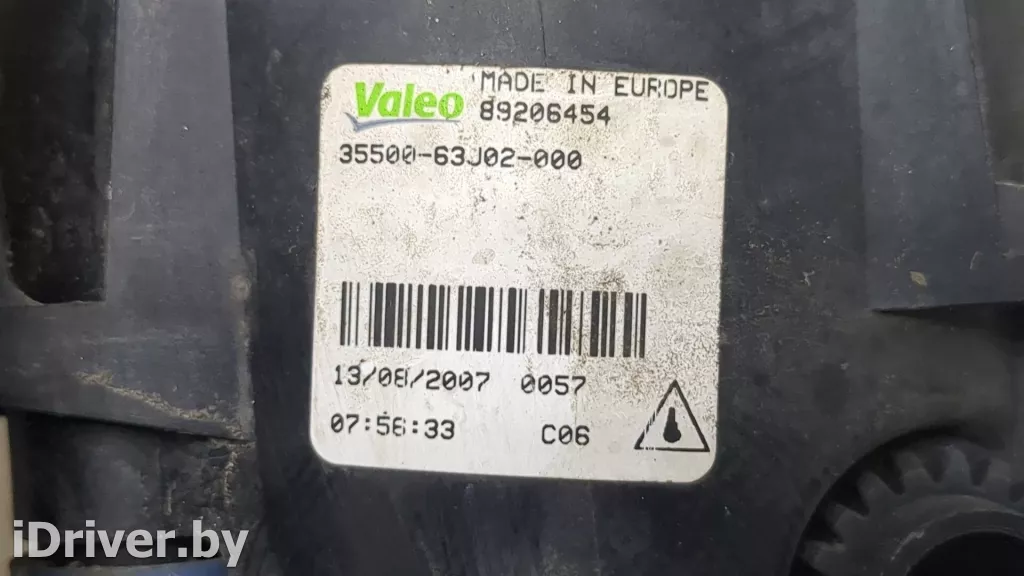 Valeo MADE IN EUROPE
89206454
35500-63J02-000
13/08/2007 0057
07:56:33 C06
iDriver.by